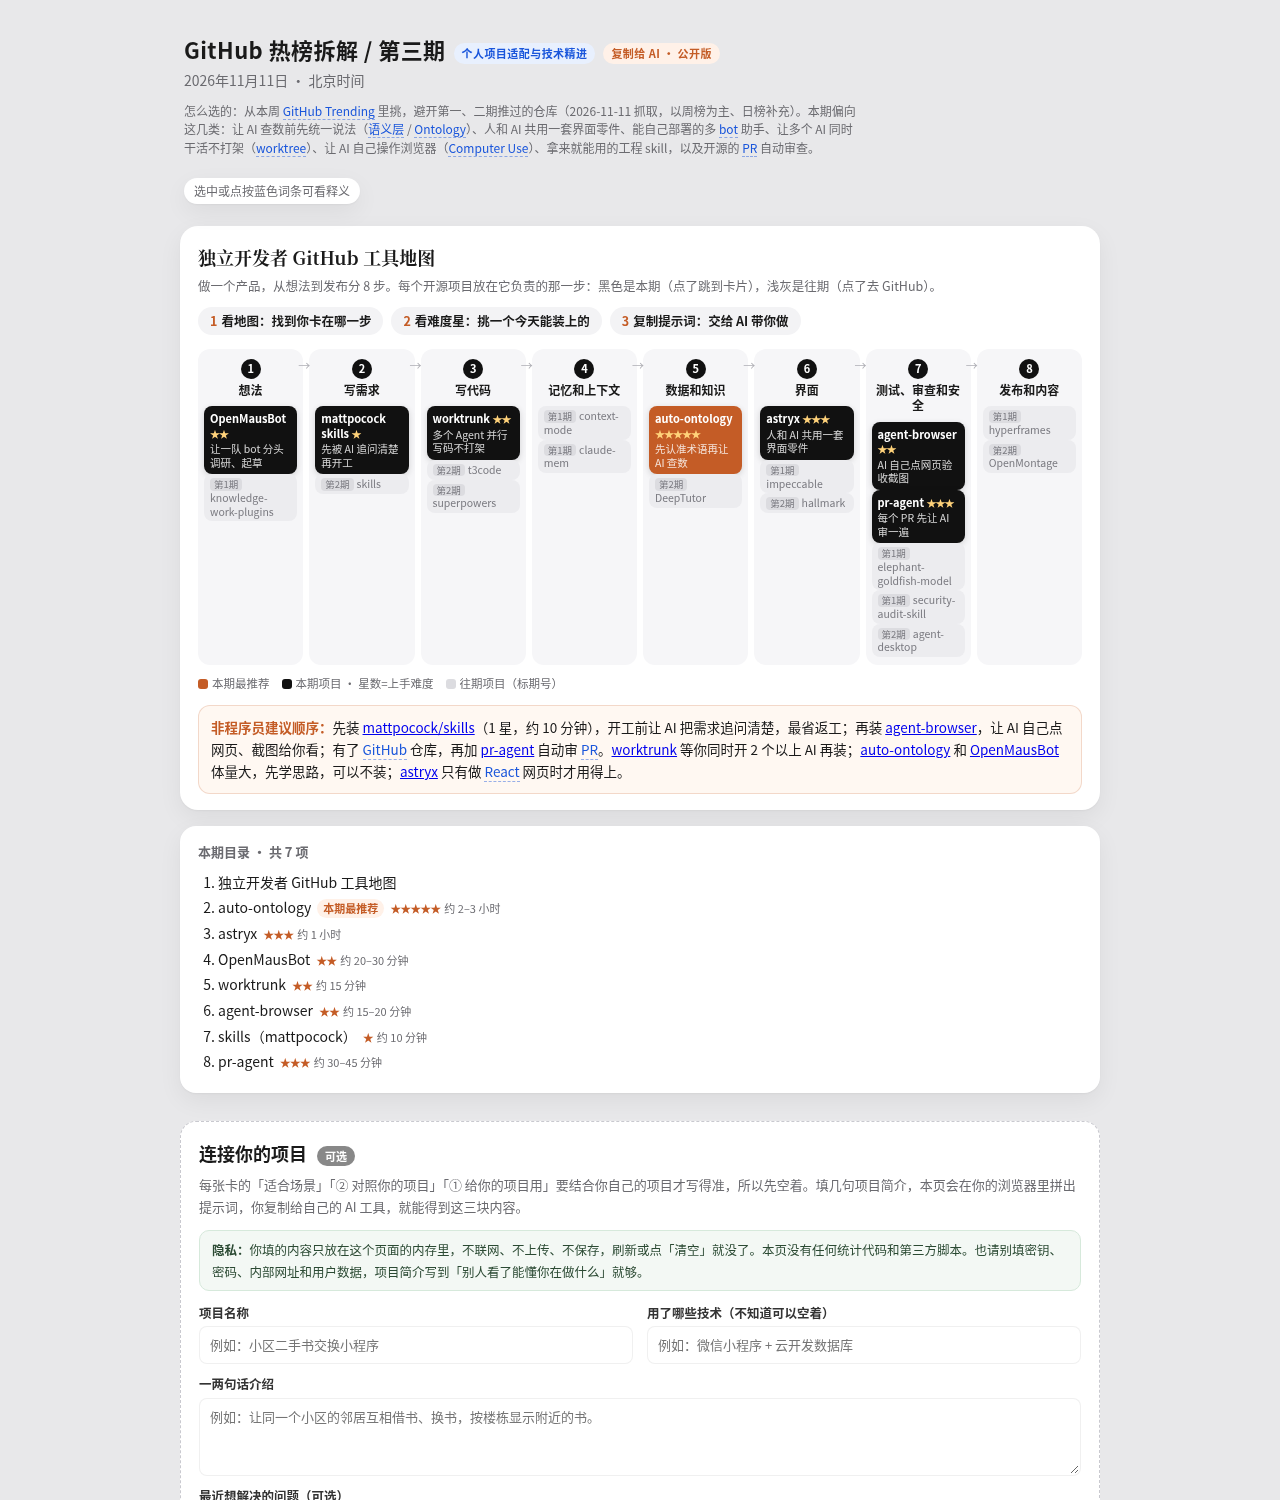 GitHub 热榜拆解 / 第三期 个人项目适配与技术精进 复制给 AI · 公开版
2026年11月11日 · 北京时间
怎么选的：从本周 GitHub Trending 里挑，避开第一、二期推过的仓库（2026-11-11 抓取，以周榜为主、日榜补充）。本期偏向
这几类：让 AI 查数前先统一说法（语义层 / Ontology）、人和 AI 共用一套界面零件、能自己部署的多 bot 助手、让多个 AI 同时
干活不打架（worktree）、让 AI 自己操作浏览器（Computer Use）、拿来就能用的工程 skill，以及开源的 PR 自动审查。
选中或点按蓝色词条可看释义
独立开发者 GitHub 工具地图
做一个产品，从想法到发布分 8 步。每个开源项目放在它负责的那一步：黑色是本期（点了跳到卡片），浅灰是往期（点了去 GitHub）。
1 看地图：找到你卡在哪一步
2 看难度星：挑一个今天能装上的
3 复制提示词：交给 AI 带你做
1
想法
OpenMausBot
★★
让一队 bot 分头
调研、起草
第1期
knowledge-
work-plugins
→
2
写需求
mattpocock
skills ★
先被 AI 追问清楚
再开工
第2期 skills
→
3
写代码
worktrunk ★★
多个 Agent 并行
写码不打架
第2期 t3code
第2期
superpowers
→
4
记忆和上下文
第1期 context-
mode
第1期 claude-
mem
→
5
数据和知识
auto-ontology
★★★★★
先认准术语再让
AI 查数
第2期
DeepTutor
→
6
界面
astryx ★★★
人和 AI 共用一套
界面零件
第1期
impeccable
第2期 hallmark
→
7
测试、审查和安
全
agent-browser
★★
AI 自己点网页验
收截图
pr-agent ★★★
每个 PR 先让 AI
审一遍
第1期
elephant-
goldfish-model
第1期 security-
audit-skill
第2期 agent-
desktop
→
8
发布和内容
第1期
hyperframes
第2期
OpenMontage
本期最推荐 本期项目 · 星数=上手难度 往期项目（标期号）
非程序员建议顺序：先装 mattpocock/skills（1 星，约 10 分钟），开工前让 AI 把需求追问清楚，最省返工；再装 agent-browser，让 AI 自己点
网页、截图给你看；有了 GitHub 仓库，再加 pr-agent 自动审 PR。worktrunk 等你同时开 2 个以上 AI 再装；auto-ontology 和 OpenMausBot
体量大，先学思路，可以不装；astryx 只有做 React 网页时才用得上。
本期目录 · 共 7 项
1. 独立开发者 GitHub 工具地图
2. auto-ontology 本期最推荐 ★★★★★ 约 2–3 小时
3. astryx ★★★ 约 1 小时
4. OpenMausBot ★★ 约 20–30 分钟
5. worktrunk ★★ 约 15 分钟
6. agent-browser ★★ 约 15–20 分钟
7. skills（mattpocock） ★ 约 10 分钟
8. pr-agent ★★★ 约 30–45 分钟
连接你的项目 可选
每张卡的「适合场景」「② 对照你的项目」「① 给你的项目用」要结合你自己的项目才写得准，所以先空着。填几句项目简介，本页会在你的浏览器里拼出
提示词，你复制给自己的 AI 工具，就能得到这三块内容。
隐私：你填的内容只放在这个页面的内存里，不联网、不上传、不保存，刷新或点「清空」就没了。本页没有任何统计代码和第三方脚本。也请别填密钥、
密码、内部网址和用户数据，项目简介写到「别人看了能懂你在做什么」就够。
项目名称
例如：小区二手书交换小程序
用了哪些技术（不知道可以空着）
例如：微信小程序 + 云开发数据库
一两句话介绍
例如：让同一个小区的邻居互相借书、换书，按楼栋显示附近的书。
最近想解决的问题（可选）